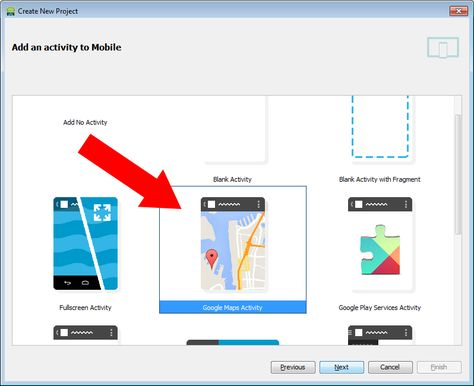 Create New Project
Add an activity to Mobile
Add No Activity
Blank Activity
Blank Activity with Fragment
Fullscreen Activity
Google Maps Activity
Google Play Services Activity
Previous
Next
Cancel
Finish